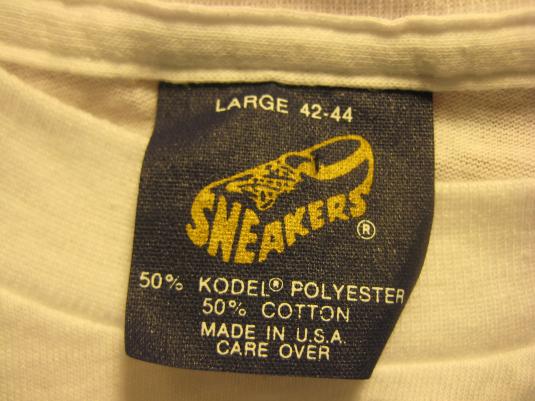 LARGE 42-44
SNEAKERS®
50% KODEL® POLYESTER
50% COTTON
MADE IN U.S.A.
CARE OVER